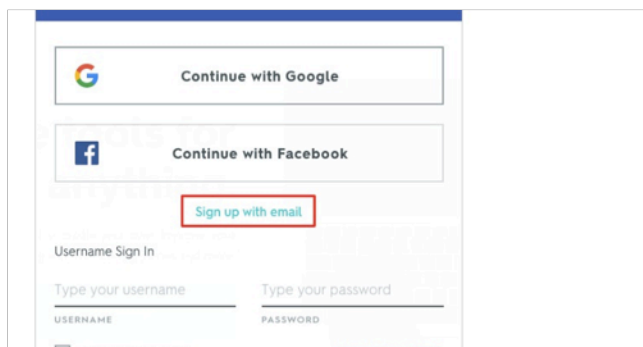 Continue with Google
Continue with Facebook
Sign up with email
Username Sign In
Type your username
Type your password
USERNAME
PASSWORD